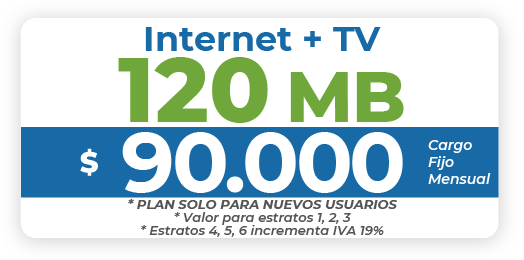 Internet + TV
120 MB
$ 90.000
Cargo
Fijo
Mensual
* PLAN SOLO PARA NUEVOS USUARIOS
* Valor para estratos 1, 2, 3
* Estratos 4, 5, 6 incrementa IVA 19%